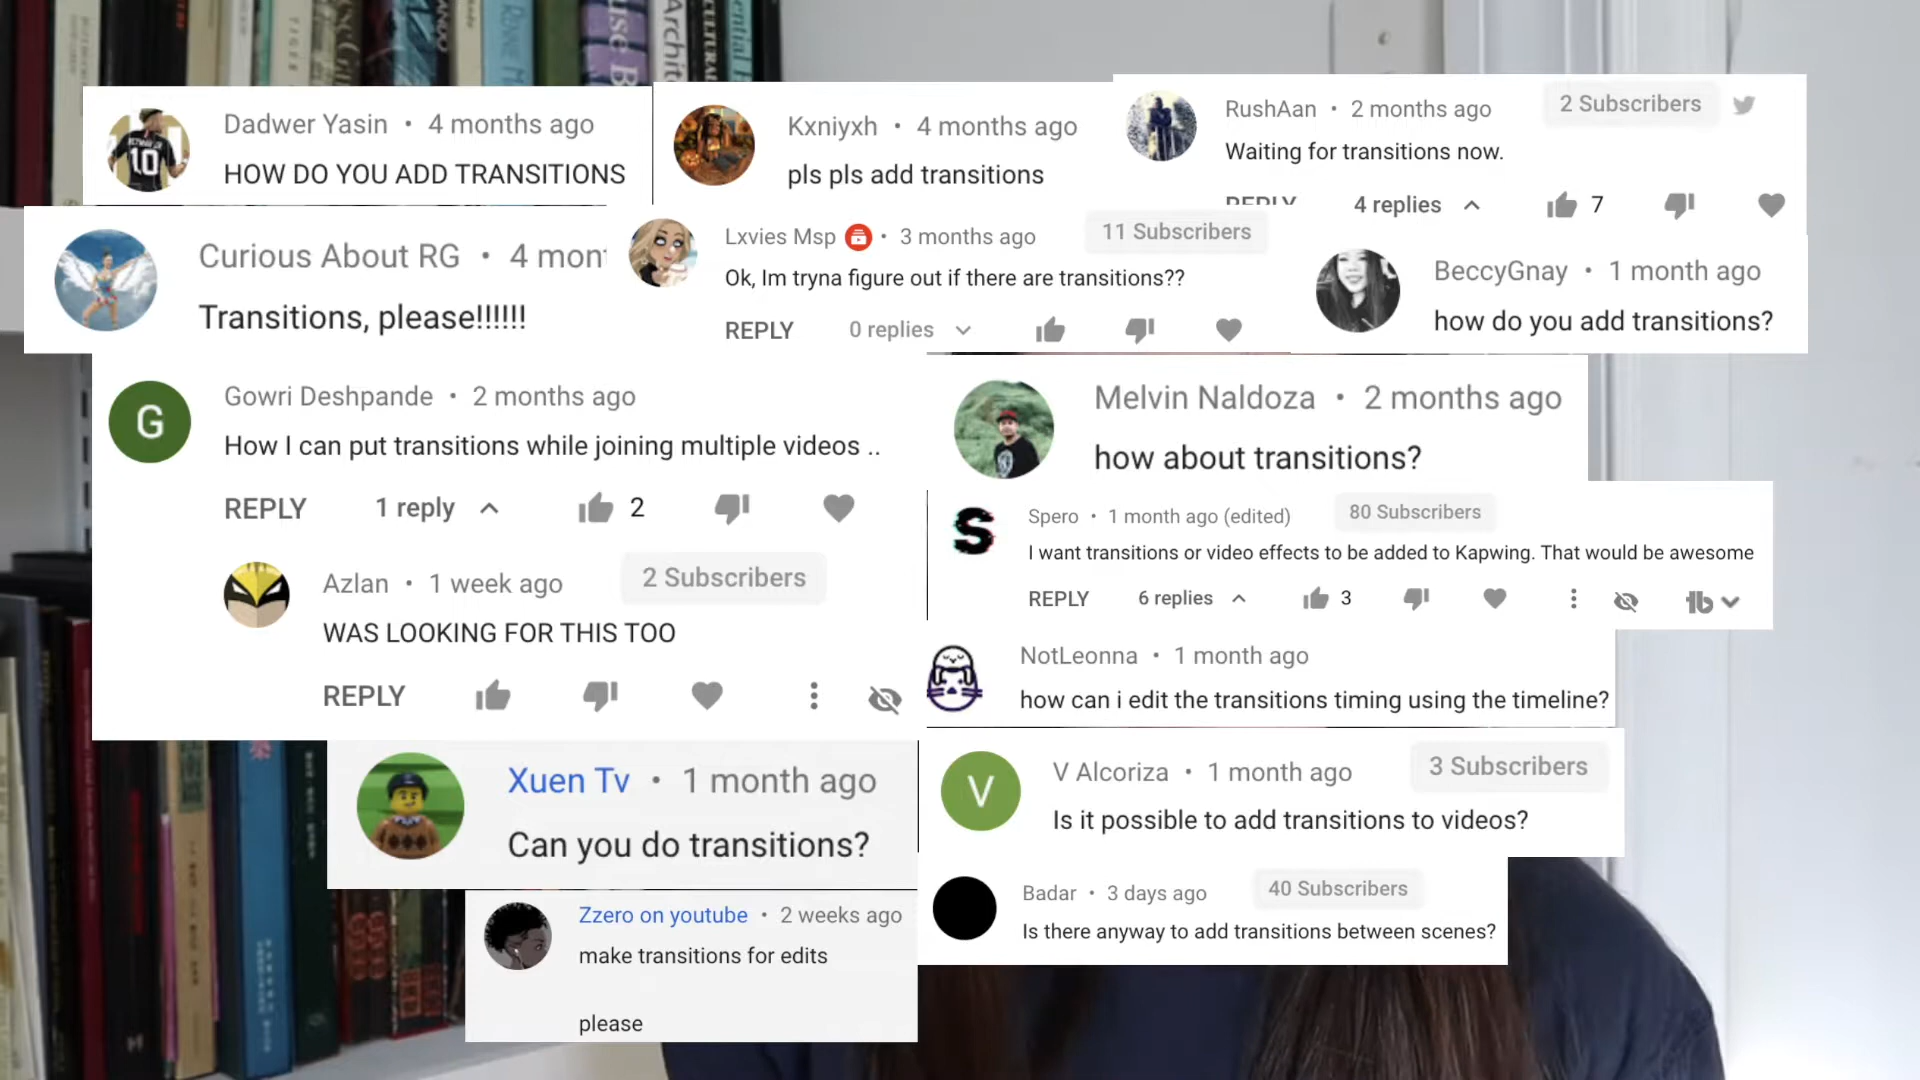 Dadwer Yasin • 4 months ago
HOW DO YOU ADD TRANSITIONS
Kxniyxh • 4 months ago
pls pls add transitions
RushAan • 2 months ago 2 Subscribers
Waiting for transitions now.
REPLY 4 replies 7
Curious About RG • 4 mon
Transitions, please!!!!!!
Lxvies Msp • 3 months ago 11 Subscribers
Ok, Im tryna figure out if there are transitions??
REPLY 0 replies
BeccyGnay • 1 month ago
how do you add transitions?
G
Gowri Deshpande • 2 months ago
How I can put transitions while joining multiple videos ..
REPLY 1 reply 2
Azlan • 1 week ago 2 Subscribers
WAS LOOKING FOR THIS TOO
REPLY
Melvin Naldoza • 2 months ago
how about transitions?
S
Spero • 1 month ago (edited) 80 Subscribers
I want transitions or video effects to be added to Kapwing. That would be awesome
REPLY 6 replies 3 tb
NotLeonna • 1 month ago
how can i edit the transitions timing using the timeline?
Xuen Tv • 1 month ago
Can you do transitions?
V
V Alcoriza • 1 month ago 3 Subscribers
Is it possible to add transitions to videos?
Zzero on youtube • 2 weeks ago
make transitions for edits
please
Badar • 3 days ago 40 Subscribers
Is there anyway to add transitions between scenes?
10